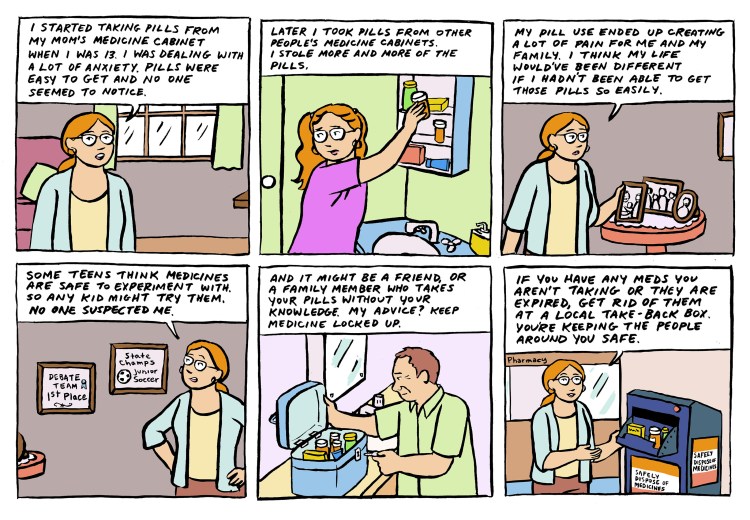 I STARTED TAKING PILLS FROM
MY MOM'S MEDICINE CABINET
WHEN I WAS 13. I WAS DEALING WITH
A LOT OF ANXIETY. PILLS WERE
EASY TO GET AND NO ONE
SEEMED TO NOTICE.
LATER I TOOK PILLS FROM OTHER
PEOPLE'S MEDICINE CABINETS.
I STOLE MORE AND MORE OF THE
PILLS.
MY PILL USE ENDED UP CREATING
A LOT OF PAIN FOR ME AND MY
FAMILY. I THINK MY LIFE
WOULD'VE BEEN DIFFERENT
IF I HADN'T BEEN ABLE TO GET
THOSE PILLS SO EASILY.
SOME TEENS THINK MEDICINES
ARE SAFE TO EXPERIMENT WITH.
SO ANY KID MIGHT TRY THEM.
NO ONE SUSPECTED ME.
DEBATE
TEAM
1st Place
State
Champs
Junior
Soccer
AND IT MIGHT BE A FRIEND, OR
A FAMILY MEMBER WHO TAKES
YOUR PILLS WITHOUT YOUR
KNOWLEDGE. MY ADVICE? KEEP
MEDICINE LOCKED UP.
IF YOU HAVE ANY MEDS YOU
AREN'T TAKING OR THEY ARE
EXPIRED, GET RID OF THEM
AT A LOCAL TAKE-BACK BOX.
YOU'RE KEEPING THE PEOPLE
AROUND YOU SAFE.
Pharmacy
SAFELY
DISPOSE OF
MEDICINES
SAFELY
DISPOSE OF
MEDICINES